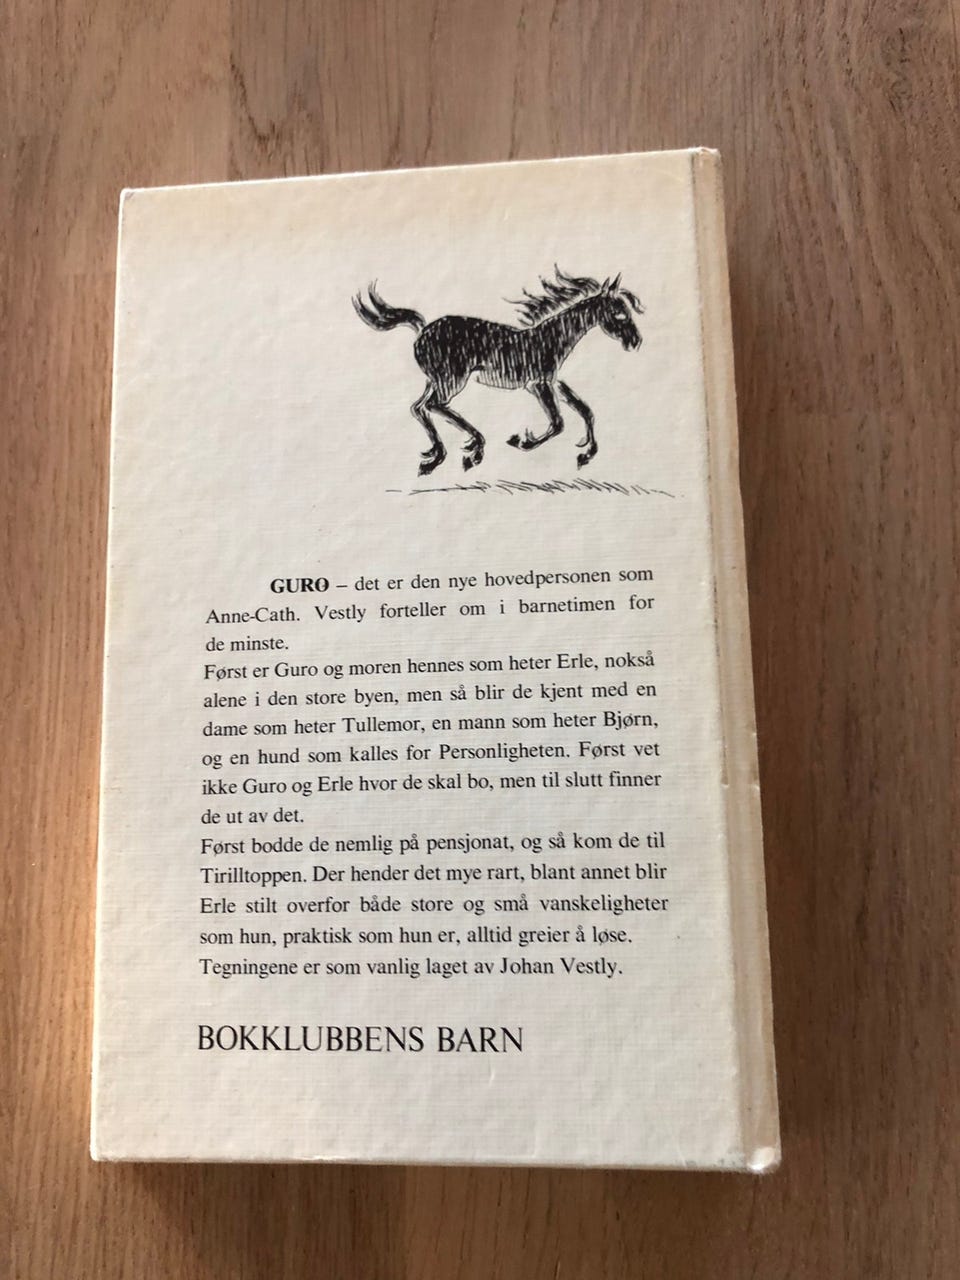 GURO – det er den nye hovedpersonen som
Anne-Cath. Vestly forteller om i barnetimen for
de minste.
Først er Guro og moren hennes som heter Erle, nokså
alene i den store byen, men så blir de kjent med en
dame som heter Tullemor, en mann som heter Bjørn,
og en hund som kalles for Personligheten. Først vet
ikke Guro og Erle hvor de skal bo, men til slutt finner
de ut av det.
Først bodde de nemlig på pensjonat, og så kom de til
Tirilltoppen. Der hender det mye rart, blant annet blir
Erle stilt overfor både store og små vanskeligheter
som hun, praktisk som hun er, alltid greier å løse.
Tegningene er som vanlig laget av Johan Vestly.
BOKKLUBBENS BARN